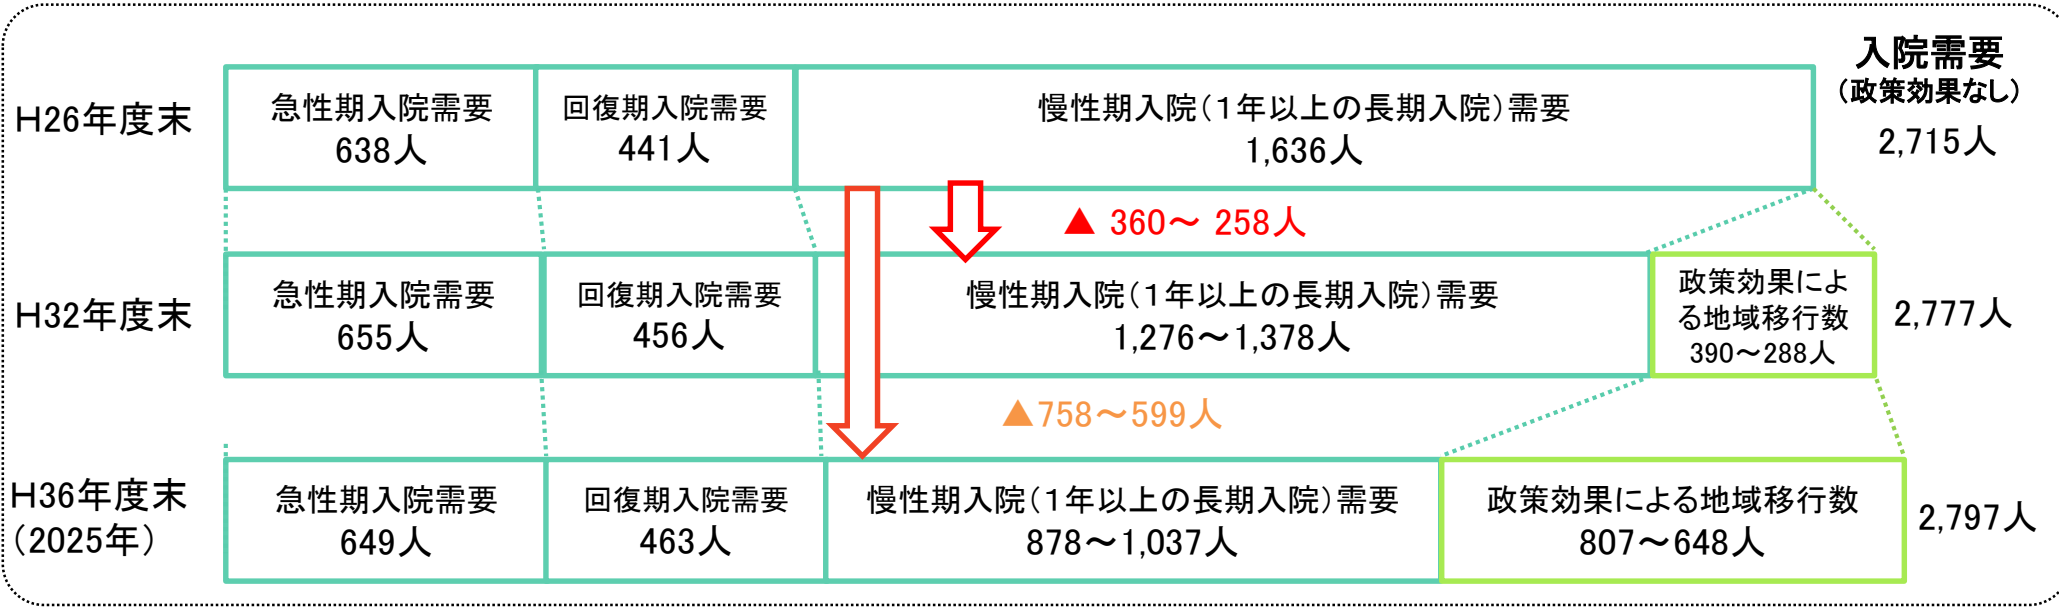 入院需要
（政策効果なし）
H26年度末
急性期入院需要
638人
回復期入院需要
441人
慢性期入院（１年以上の長期入院）需要
1,636人
2,715人
▲ 360～ 258人
H32年度末
急性期入院需要
655人
回復期入院需要
456人
慢性期入院（１年以上の長期入院）需要
1,276～1,378人
政策効果によ
る地域移行数
390～288人
2,777人
▲758～599人
H36年度末
（2025年）
急性期入院需要
649人
回復期入院需要
463人
慢性期入院（１年以上の長期入院）需要
878～1,037人
政策効果による地域移行数
807～648人
2,797人